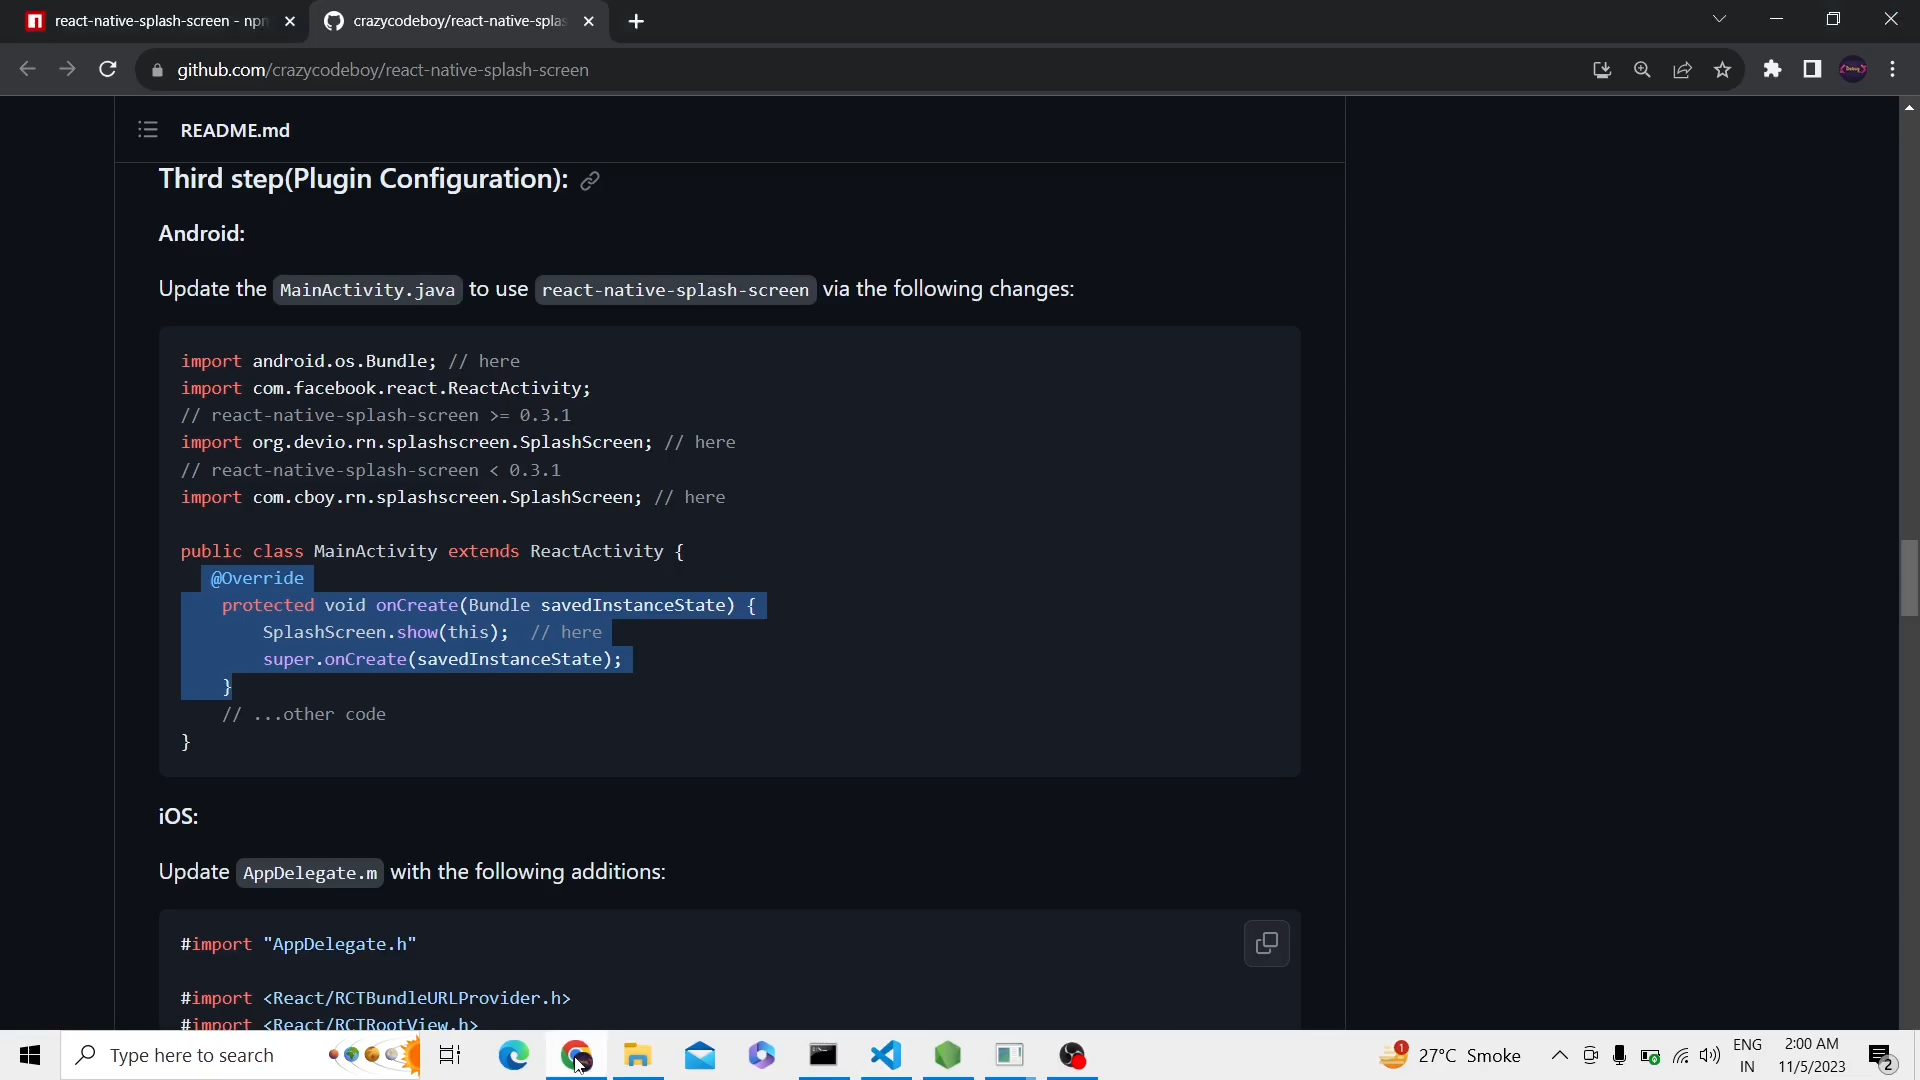 react-native-splash-screen - npm
crazycodeboy/react-native-splas
github.com/crazycodeboy/react-native-splash-screen
README.md
Third step(Plugin Configuration):
Android:
Update the MainActivity.java to use react-native-splash-screen via the following changes:
import android.os.Bundle; // here
import com.facebook.react.ReactActivity;
// react-native-splash-screen >= 0.3.1
import org.devio.rn.splashscreen.SplashScreen; // here
// react-native-splash-screen < 0.3.1
import com.cboy.rn.splashscreen.SplashScreen; // here
public class MainActivity extends ReactActivity {
@Override
protected void onCreate(Bundle savedInstanceState) {
SplashScreen.show(this);  // here
super.onCreate(savedInstanceState);
}
// ...other code
}
iOS:
Update AppDelegate.m with the following additions:
#import "AppDelegate.h"
#import <React/RCTBundleURLProvider.h>
#import <React/RCTRootView.h>
Type here to search
1
27°C Smoke
ENG
IN
2:00 AM
11/5/2023
2